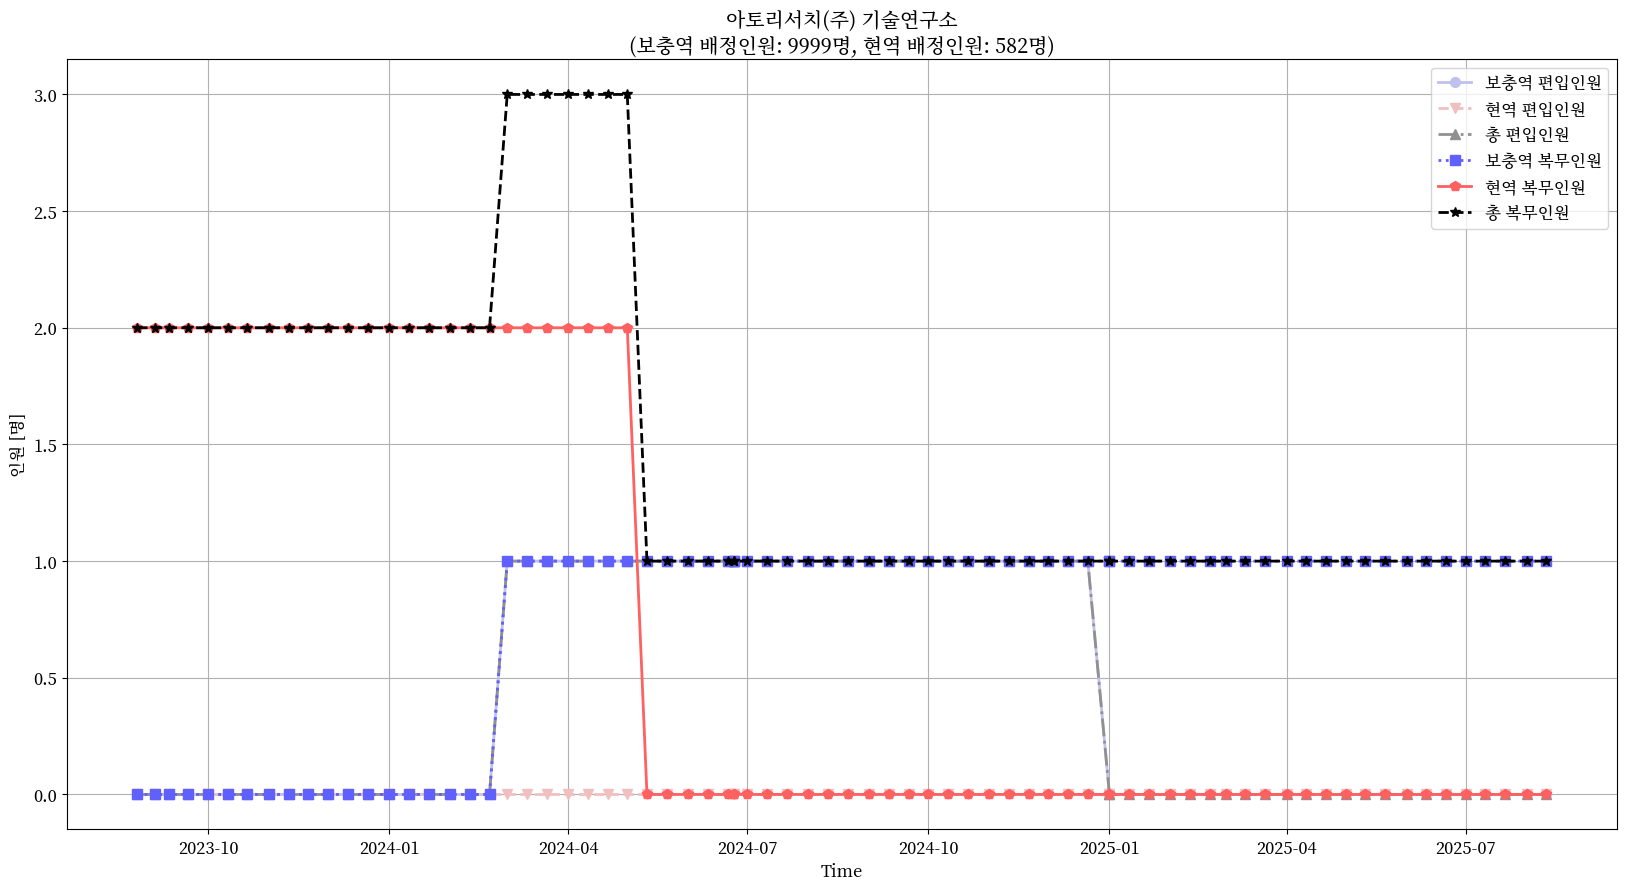 아토리서치(주) 기술연구소
(보충역 배정인원: 9999명, 현역 배정인원: 582명)
보충역 편입인원
현역 편입인원
총 편입인원
보충역 복무인원
현역 복무인원
총 복무인원
인원 [명]
3.0
2.5
2.0
1.5
1.0
0.5
0.0
2023-10
2024-01
2024-04
2024-07
2024-10
2025-01
2025-04
2025-07
Time